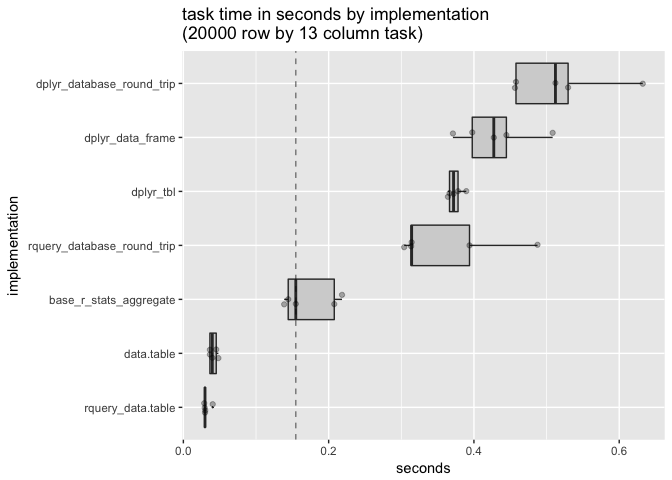 task time in seconds by implementation
(20000 row by 13 column task)
implementation
dplyr_database_round_trip
dplyr_data_frame
dplyr_tbl
rquery_database_round_trip
base_r_stats_aggregate
data.table
rquery_data.table
0.0
0.2
0.4
0.6
seconds